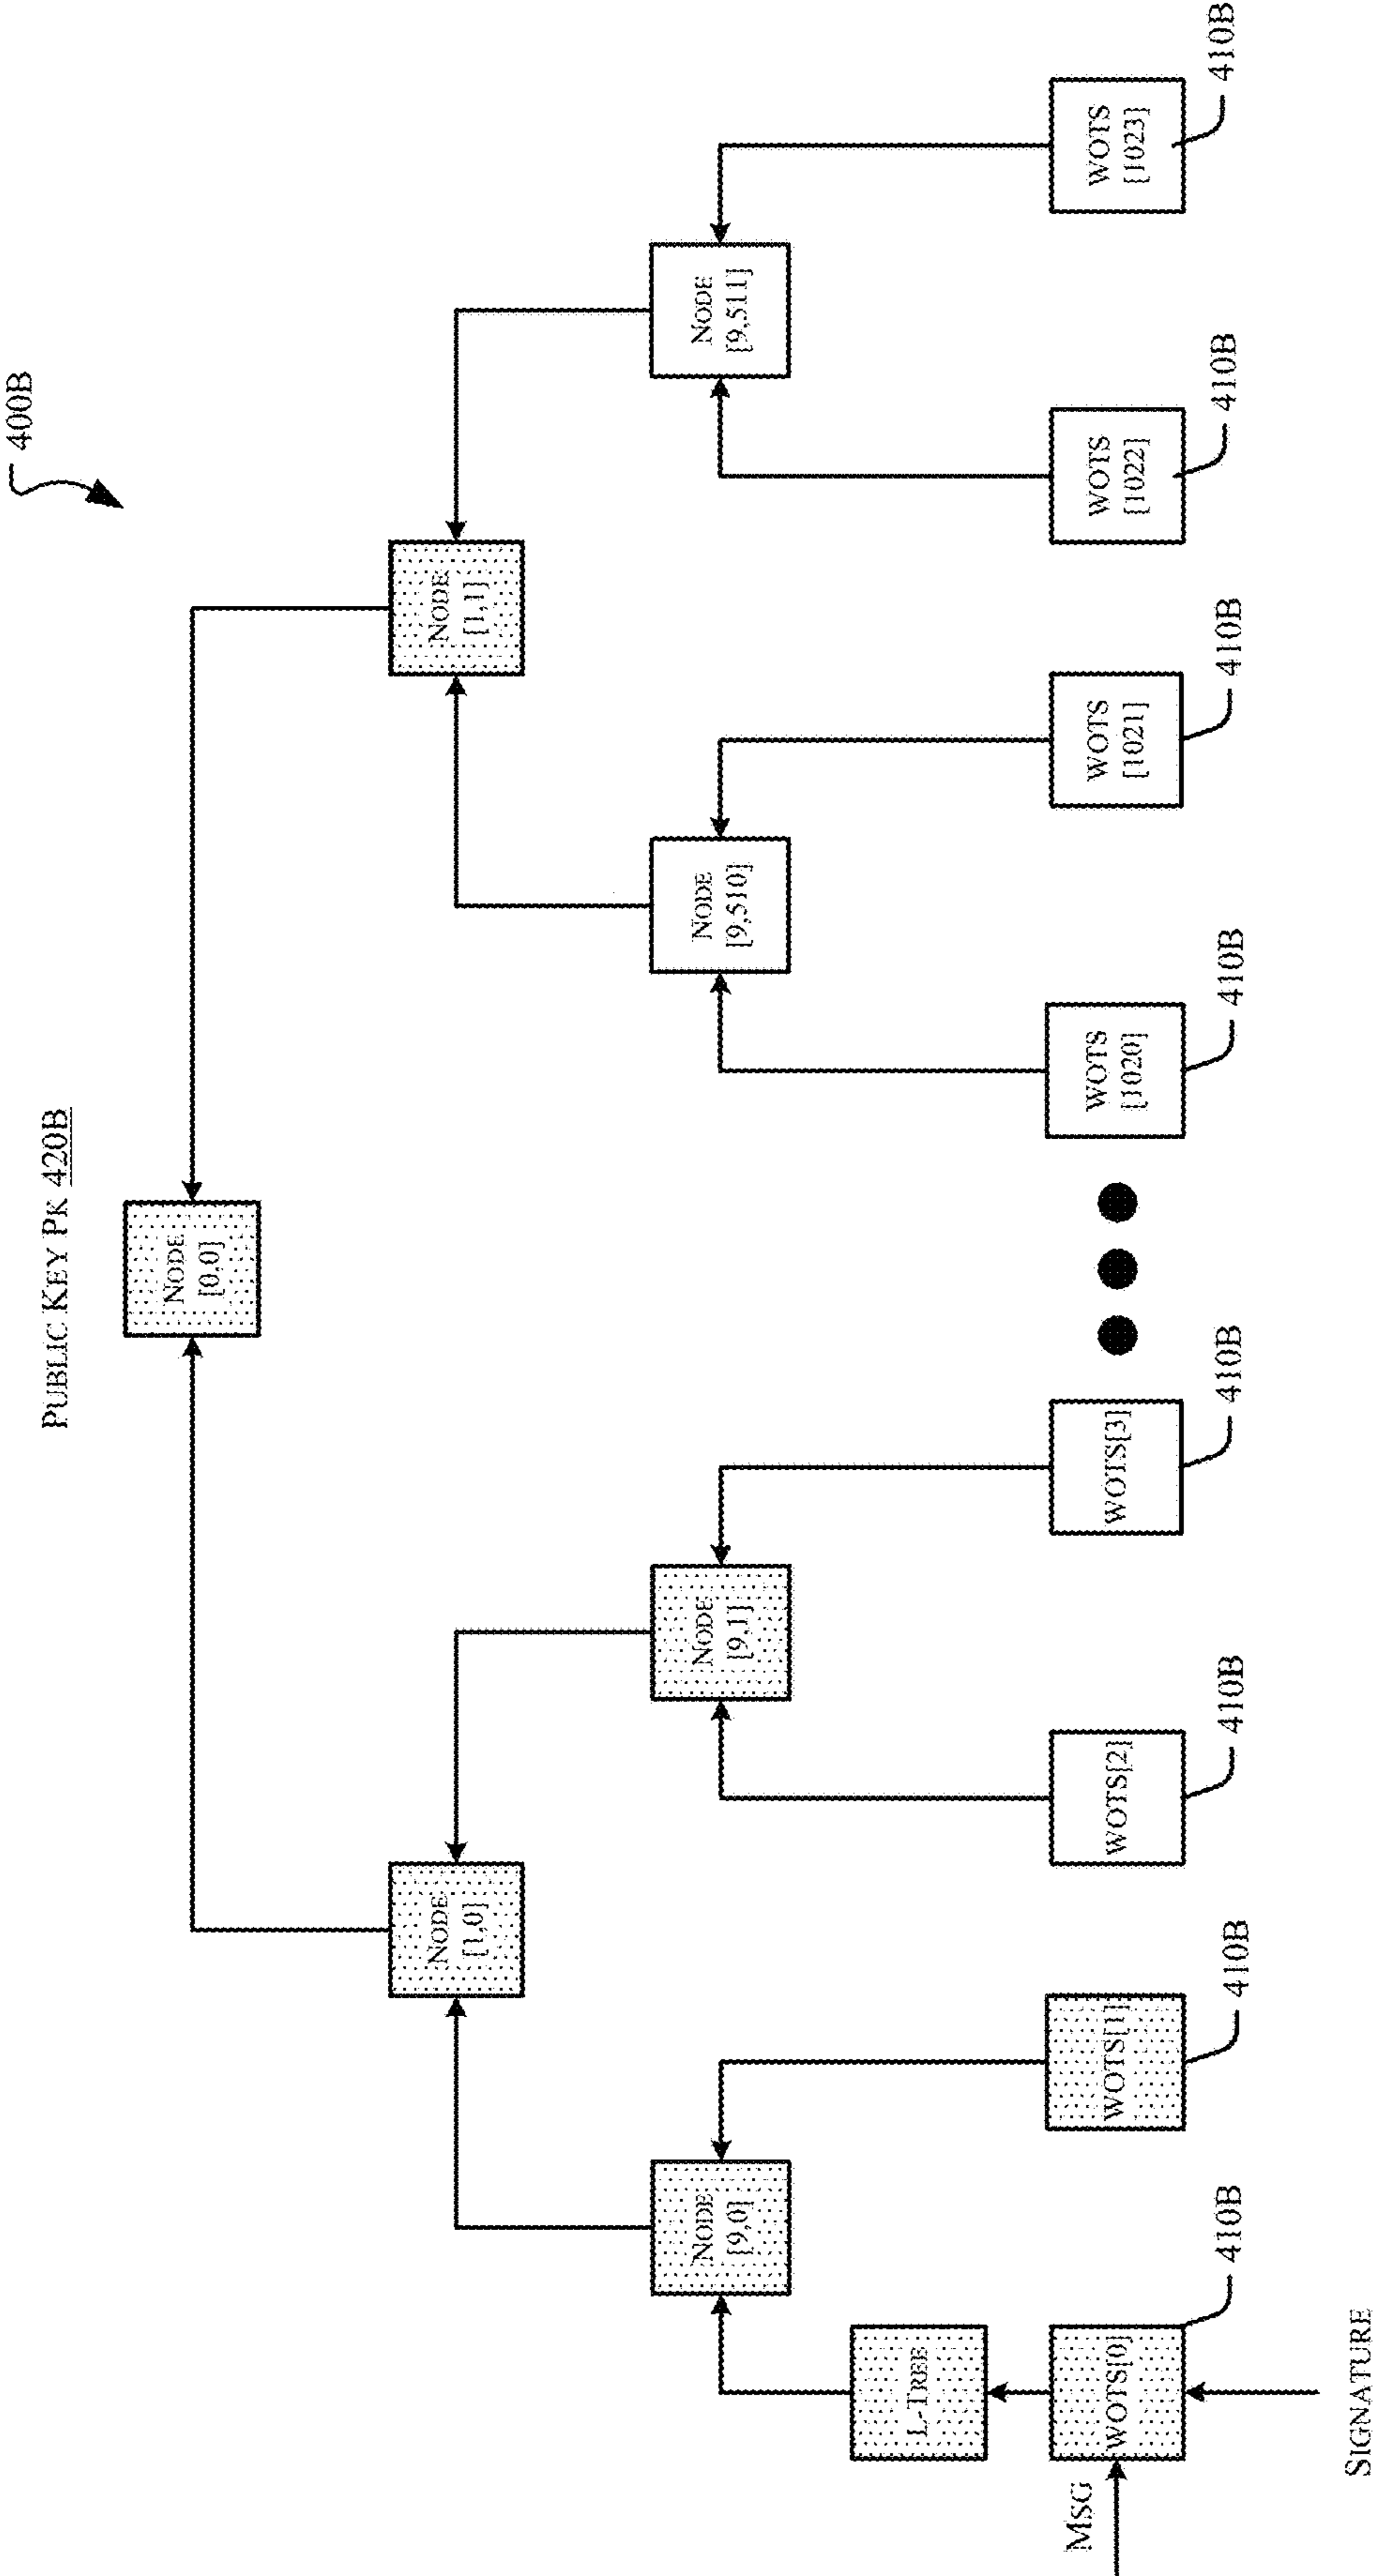 400B
PUBLIC KEY PK 420B
NODE
[0,0]
NODE
[1,0]
NODE
[1,1]
NODE
[9,0]
NODE
[9,1]
NODE
[9,510]
NODE
[9,511]
L-TREE
MSG
WOTS[0]
WOTS[1]
WOTS[2]
WOTS[3]
WOTS
[1020]
WOTS
[1021]
WOTS
[1022]
WOTS
[1023]
410B
410B
410B
410B
410B
410B
410B
410B
SIGNATURE